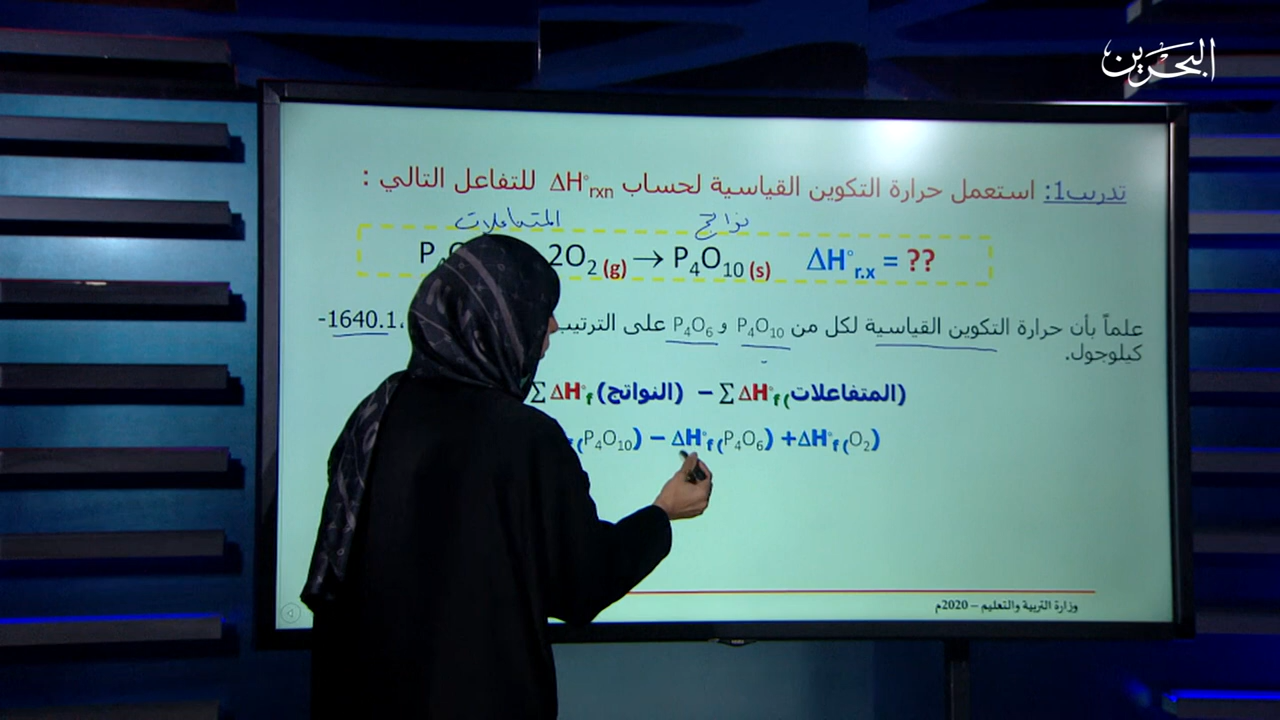 البحرين
تدريب1: استعمل حرارة التكوين القياسية لحساب ΔH°rxn للتفاعل التالي :
المتفاعلات نواتج
P₄ 2O₂ (g) → P₄O₁₀ (s) ΔH°r.x = ??
علماً بأن حرارة التكوين القياسية لكل من P₄O₁₀ و P₄O₆ على الترتيب -1640.1،
كيلوجول.
∑ΔH°f(النواتج) − ∑ΔH°f(المتفاعلات)
f(P₄O₁₀) − ΔH°f(P₄O₆) +ΔH°f(O₂)
وزارة التربية والتعليم – 2020م